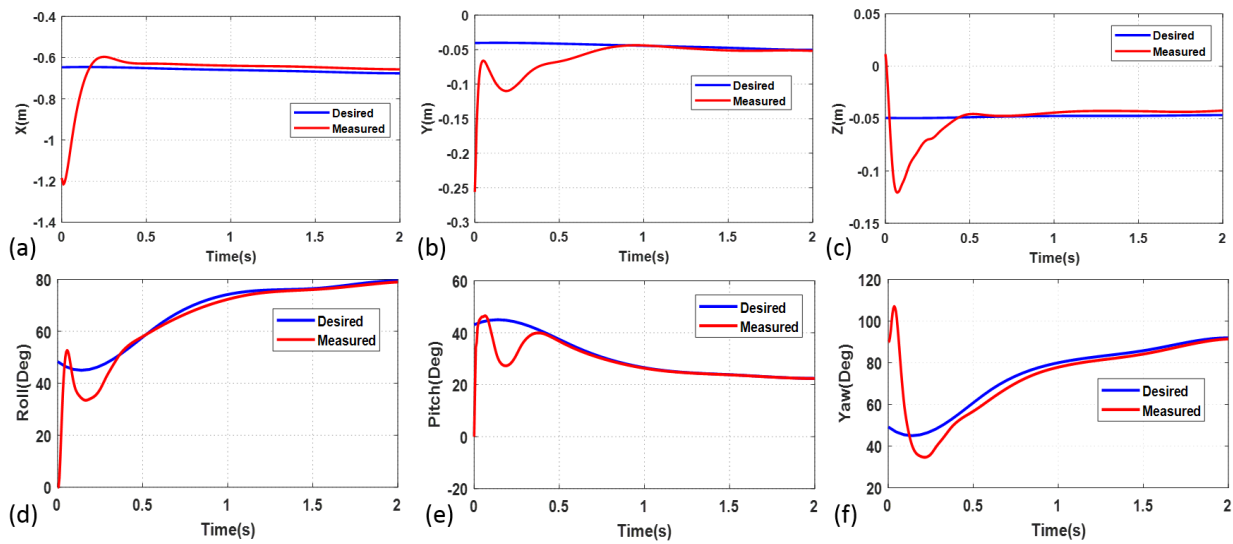 -0.4
-0.6
-0.8
-1
-1.2
-1.4
X(m)
Desired
Measured
0 0.5 1 1.5 2
Time(s)
(a)
0
-0.05
-0.1
-0.15
-0.2
-0.25
-0.3
Y(m)
Desired
Measured
0 0.5 1 1.5 2
Time(s)
(b)
0.05
0
-0.05
-0.1
-0.15
Z(m)
Desired
Measured
0 0.5 1 1.5 2
Time(s)
(c)
80
60
40
20
0
Roll(Deg)
Desired
Measured
0 0.5 1 1.5 2
Time(s)
(d)
60
40
20
0
-20
Pitch(Deg)
Desired
Measured
0 0.5 1 1.5 2
Time(s)
(e)
120
100
80
60
40
20
Yaw(Deg)
Desired
Measured
0 0.5 1 1.5 2
Time(s)
(f)